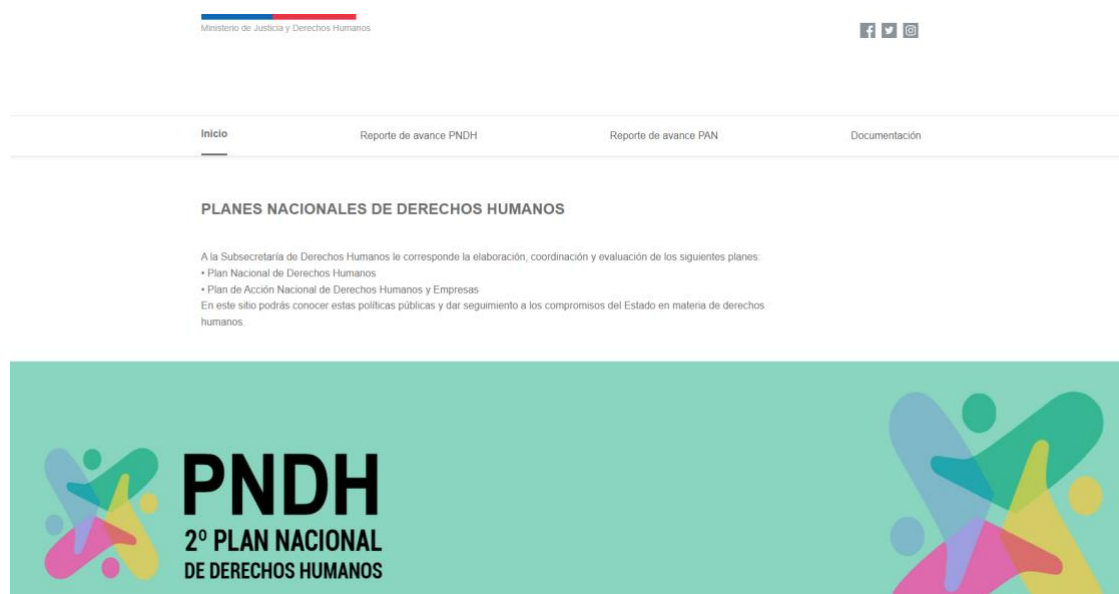 Ministerio de Justicia y Derechos Humanos
Inicio
Reporte de avance PNDH
Reporte de avance PAN
Documentación
PLANES NACIONALES DE DERECHOS HUMANOS
A la Subsecretaría de Derechos Humanos le corresponde la elaboración, coordinación y evaluación de los siguientes planes:
• Plan Nacional de Derechos Humanos
• Plan de Acción Nacional de Derechos Humanos y Empresas
En este sitio podrás conocer estas políticas públicas y dar seguimiento a los compromisos del Estado en materia de derechos
humanos.
PNDH
2º PLAN NACIONAL
DE DERECHOS HUMANOS